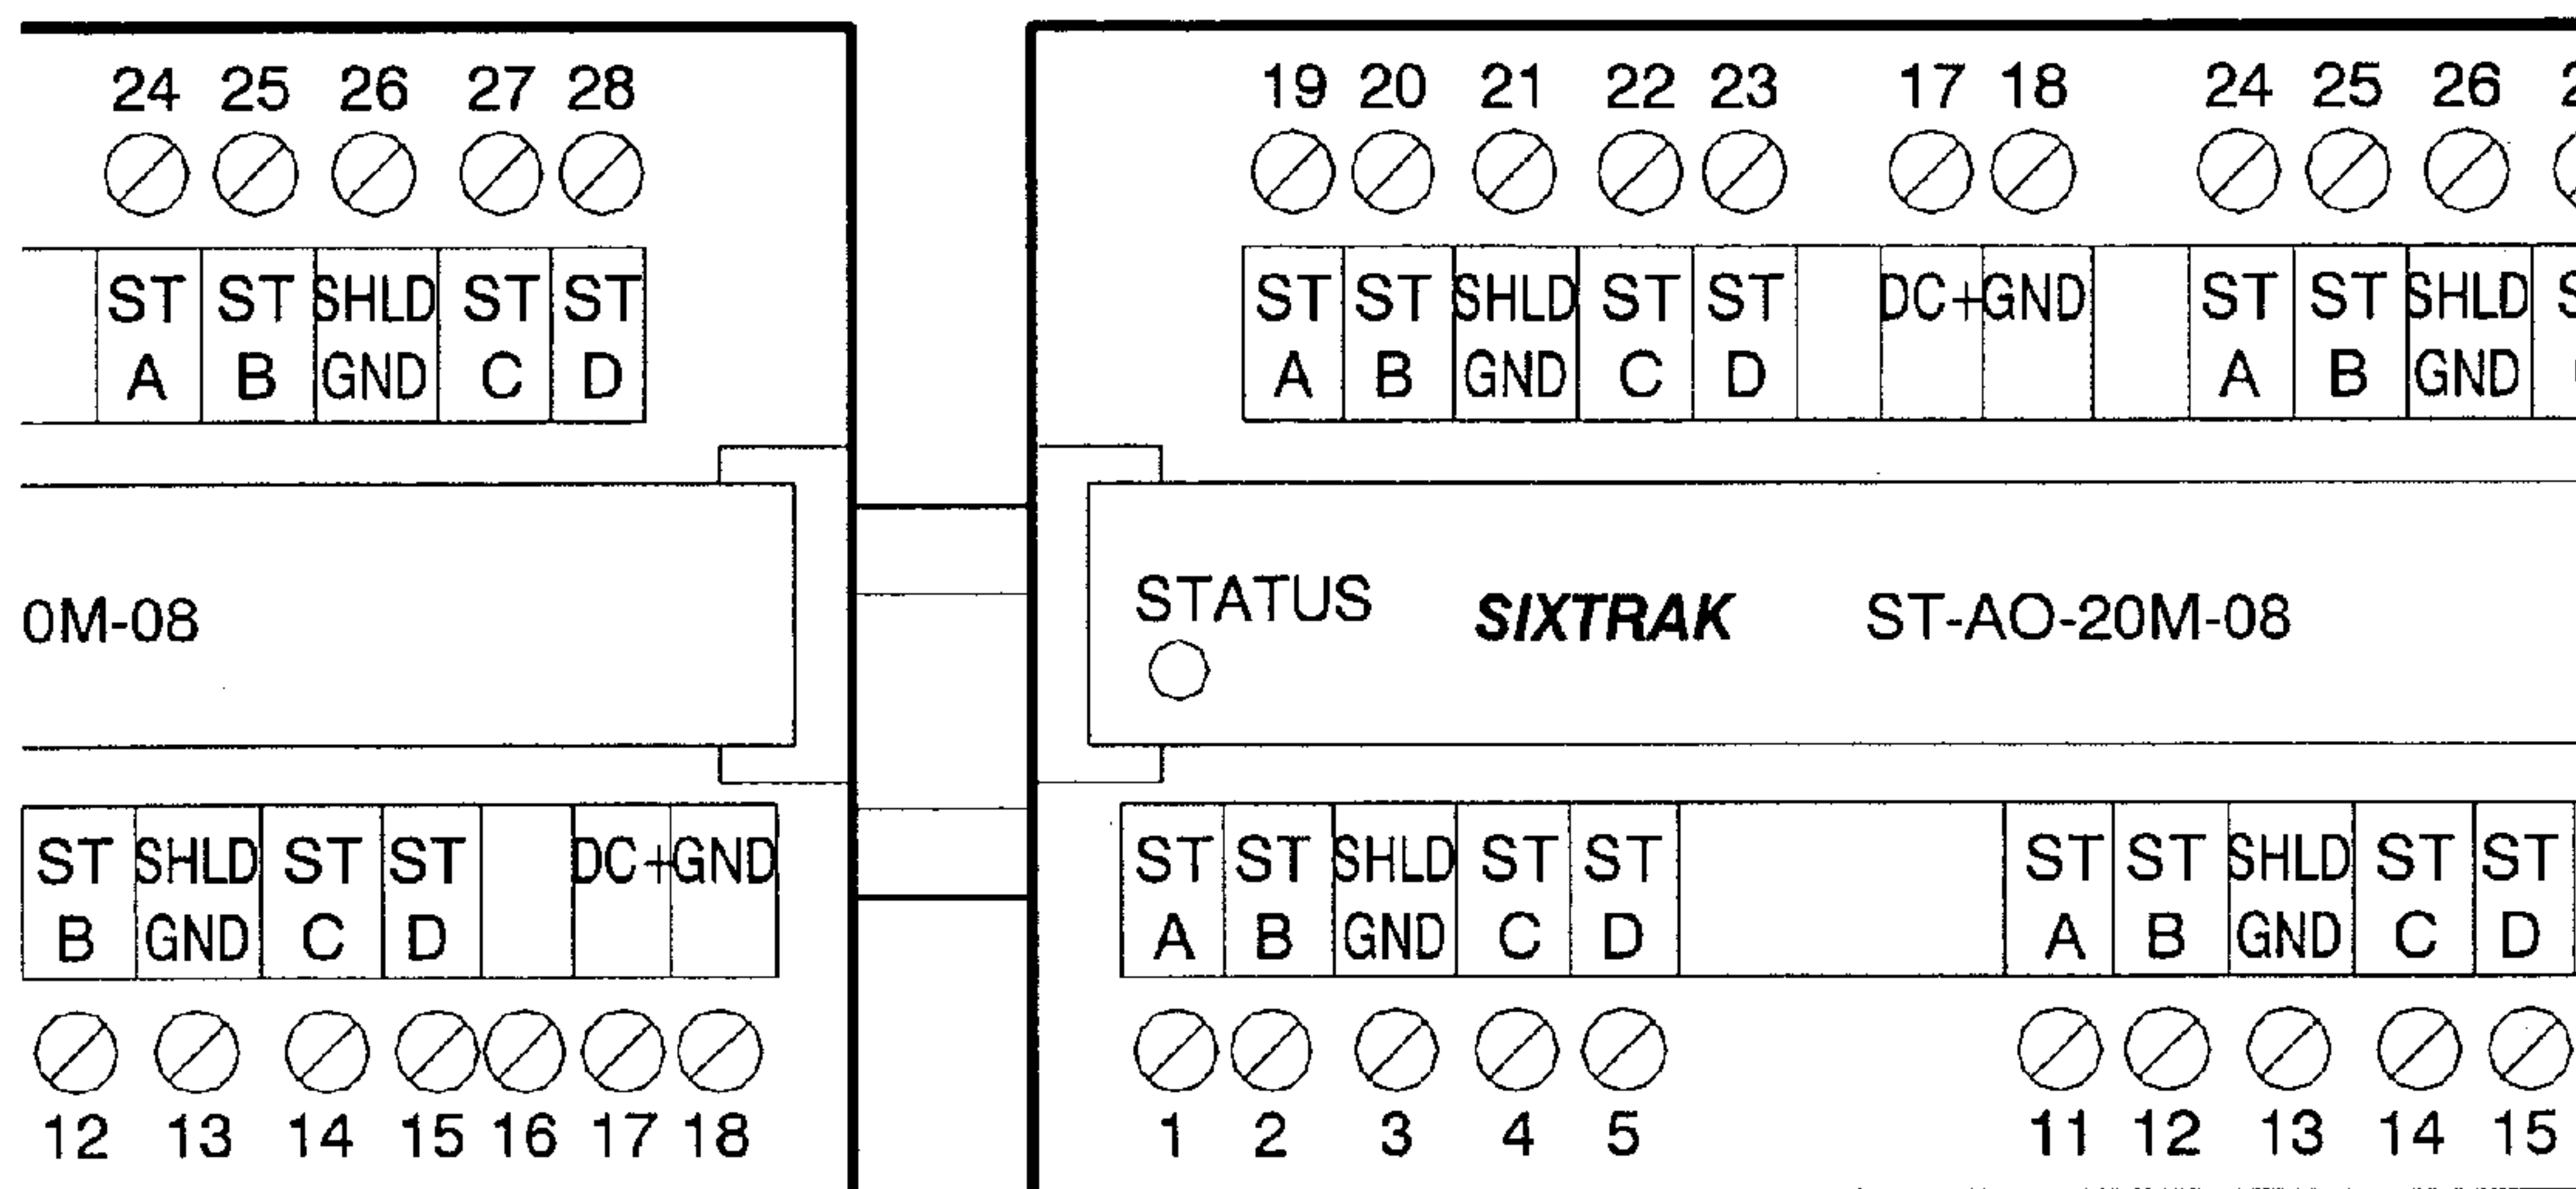 24 25 26 27 28
ST ST SHLD ST ST
A B GND C D
0M-08
ST SHLD ST ST DC+ GND
B GND C D
12 13 14 15 16 17 18
19 20 21 22 23 17 18 24 25 26
ST ST SHLD ST ST DC+ GND ST ST SHLD
A B GND C D A B GND
STATUS SIXTRAK ST-AO-20M-08
ST ST SHLD ST ST ST ST SHLD ST ST
A B GND C D A B GND C D
1 2 3 4 5 11 12 13 14 15